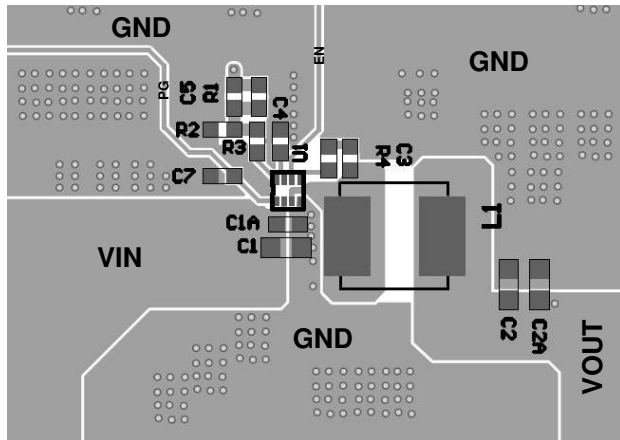 GND
EN
GND
PG
C5
R1
C4
R2
R3
U1
R4
C3
C7
C1A
C1
VIN
L1
GND
C2
C2A
VOUT